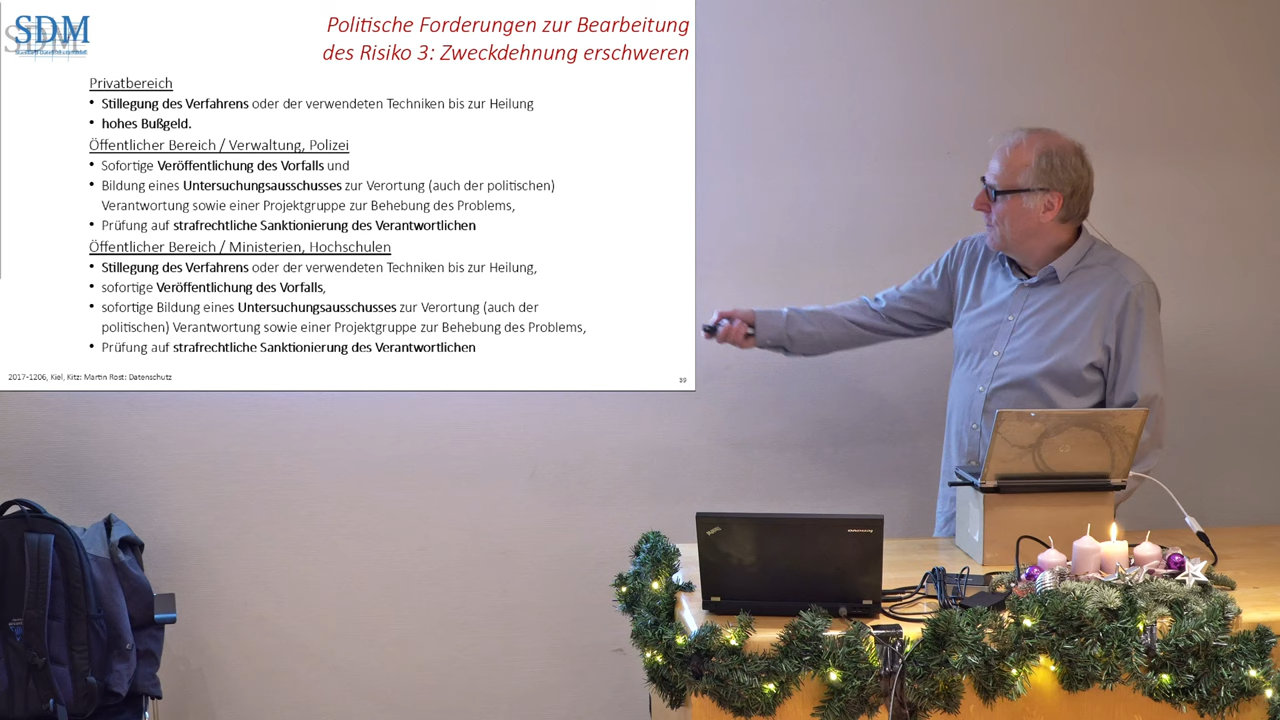 SDM
Politische Forderungen zur Bearbeitung
des Risiko 3: Zweckdehnung erschweren
Privatbereich
• Stillegung des Verfahrens oder der verwendeten Techniken bis zur Heilung
• hohes Bußgeld.
Öffentlicher Bereich / Verwaltung, Polizei
• Sofortige Veröffentlichung des Vorfalls und
• Bildung eines Untersuchungsausschusses zur Verortung (auch der politischen)
Verantwortung sowie einer Projektgruppe zur Behebung des Problems,
• Prüfung auf strafrechtliche Sanktionierung des Verantwortlichen
Öffentlicher Bereich / Ministerien, Hochschulen
• Stillegung des Verfahrens oder der verwendeten Techniken bis zur Heilung,
• sofortige Veröffentlichung des Vorfalls,
• sofortige Bildung eines Untersuchungsausschusses zur Verortung (auch der
politischen) Verantwortung sowie einer Projektgruppe zur Behebung des Problems,
• Prüfung auf strafrechtliche Sanktionierung des Verantwortlichen
2017-1206, Kiel, Kitz: Martin Rost: Datenschutz
39